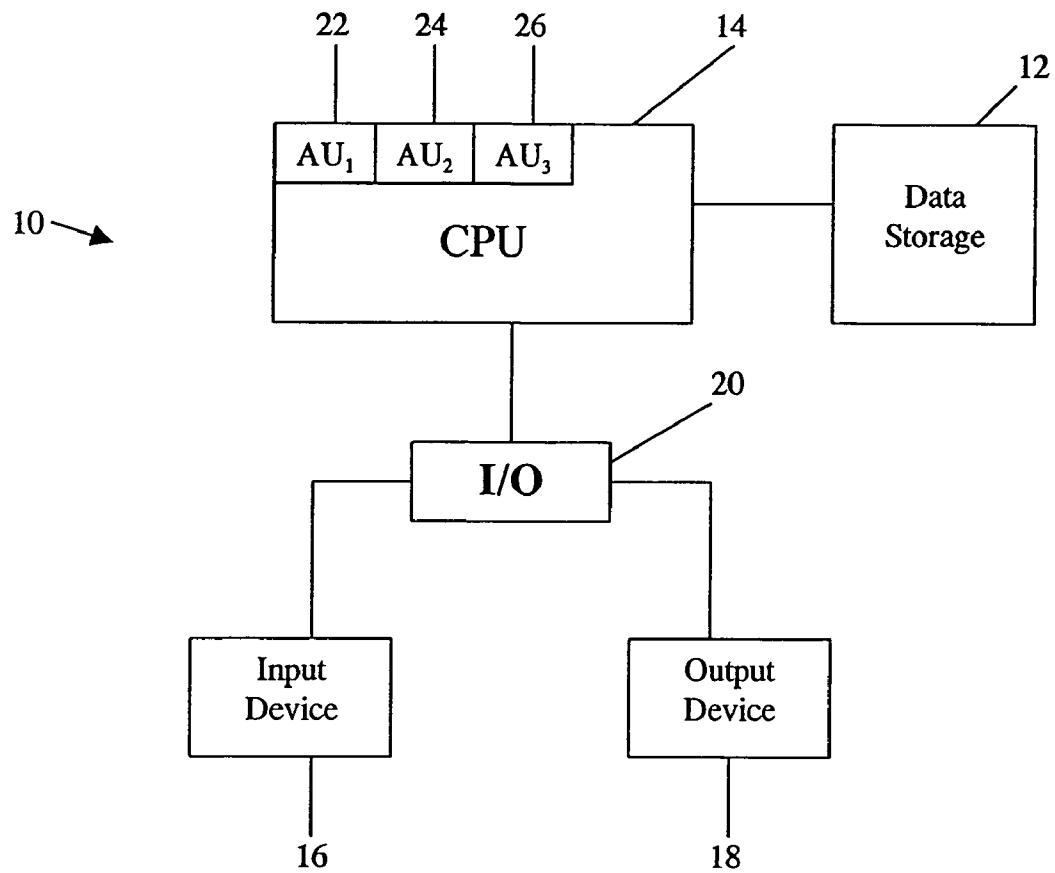 22 24 26 14
12
AU₁ AU₂ AU₃
Data
Storage
10
CPU
20
I/O
Input
Device
Output
Device
16 18